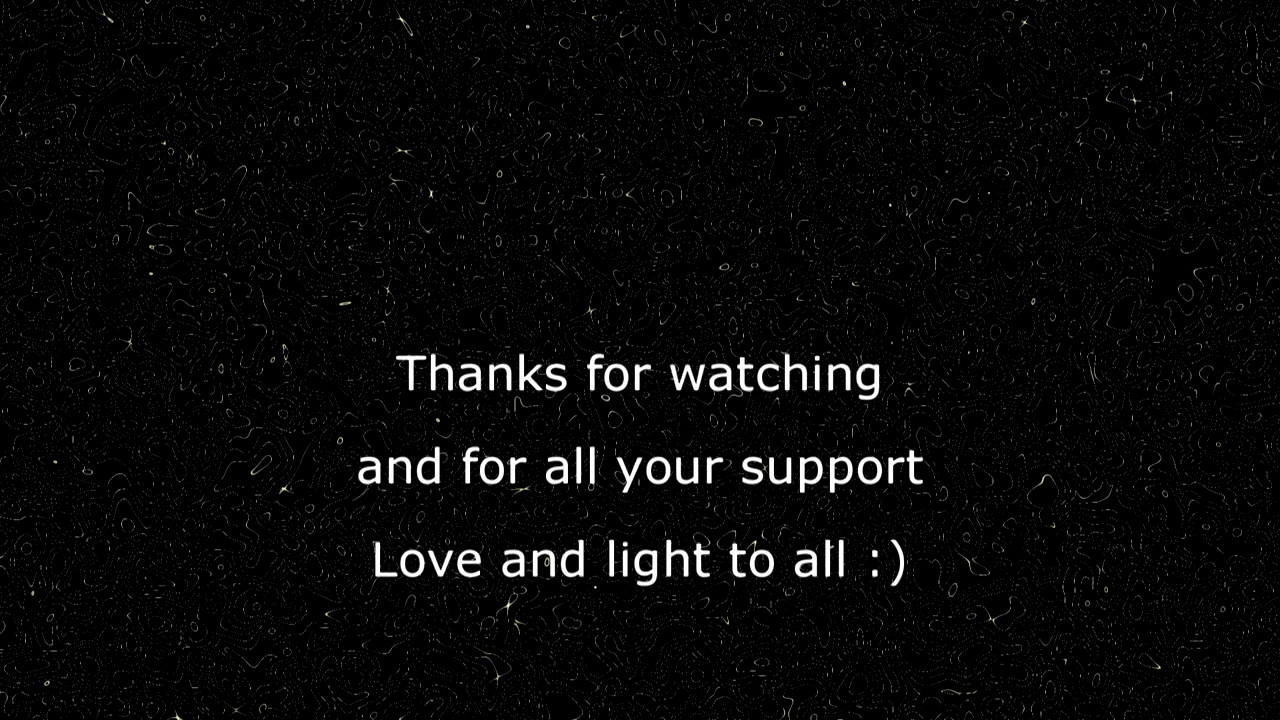 Thanks for watching
and for all your support
Love and light to all :)